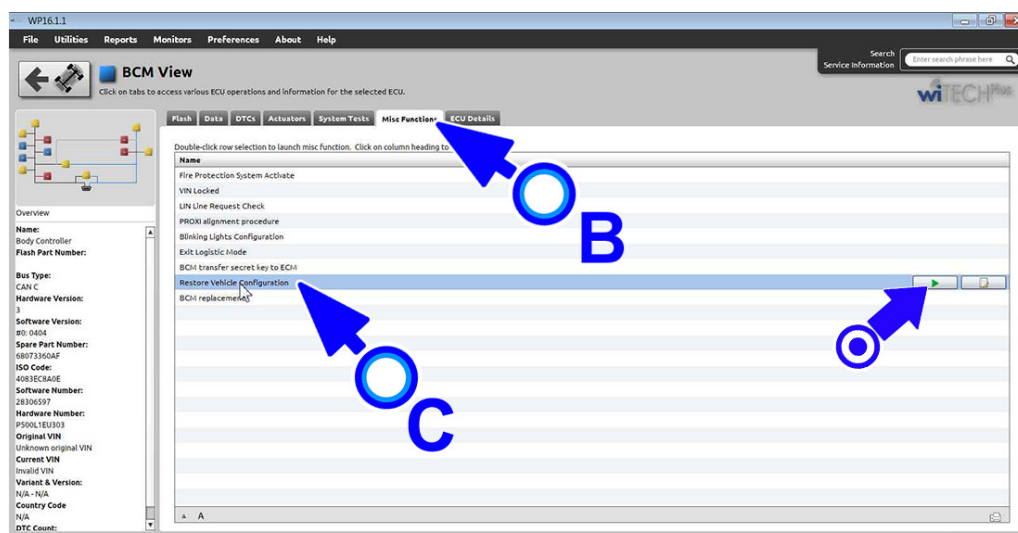 WP16.1.1
File Utilities Reports Monitors Preferences About Help
BCM View
Click on tabs to access various ECU operations and information for the selected ECU.
Search
Service Information
Enter search phrase here
wiTECHPlus
Flash Data DTCs Actuators System Tests Misc Functions ECU Details
Double-click row selection to launch misc function. Click on column heading to
Name
Fire Protection System Activate
VIN Locked
LIN Line Request Check
PROXI alignment procedure
Blinking Lights Configuration
Exit Logistic Mode
BCM transfer secret key to ECM
Restore Vehicle Configuration
BCM replacement
B
C
A
Overview
Name:
Body Controller
Flash Part Number:
Bus Type:
CAN C
Hardware Version:
3
Software Version:
#0: 0404
Spare Part Number:
68073360AF
ISO Code:
4083EC8A0E
Software Number:
28306597
Hardware Number:
P500L1EU303
Original VIN
Unknown original VIN
Current VIN
Invalid VIN
Variant & Version:
N/A - N/A
Country Code
N/A
DTC Count: